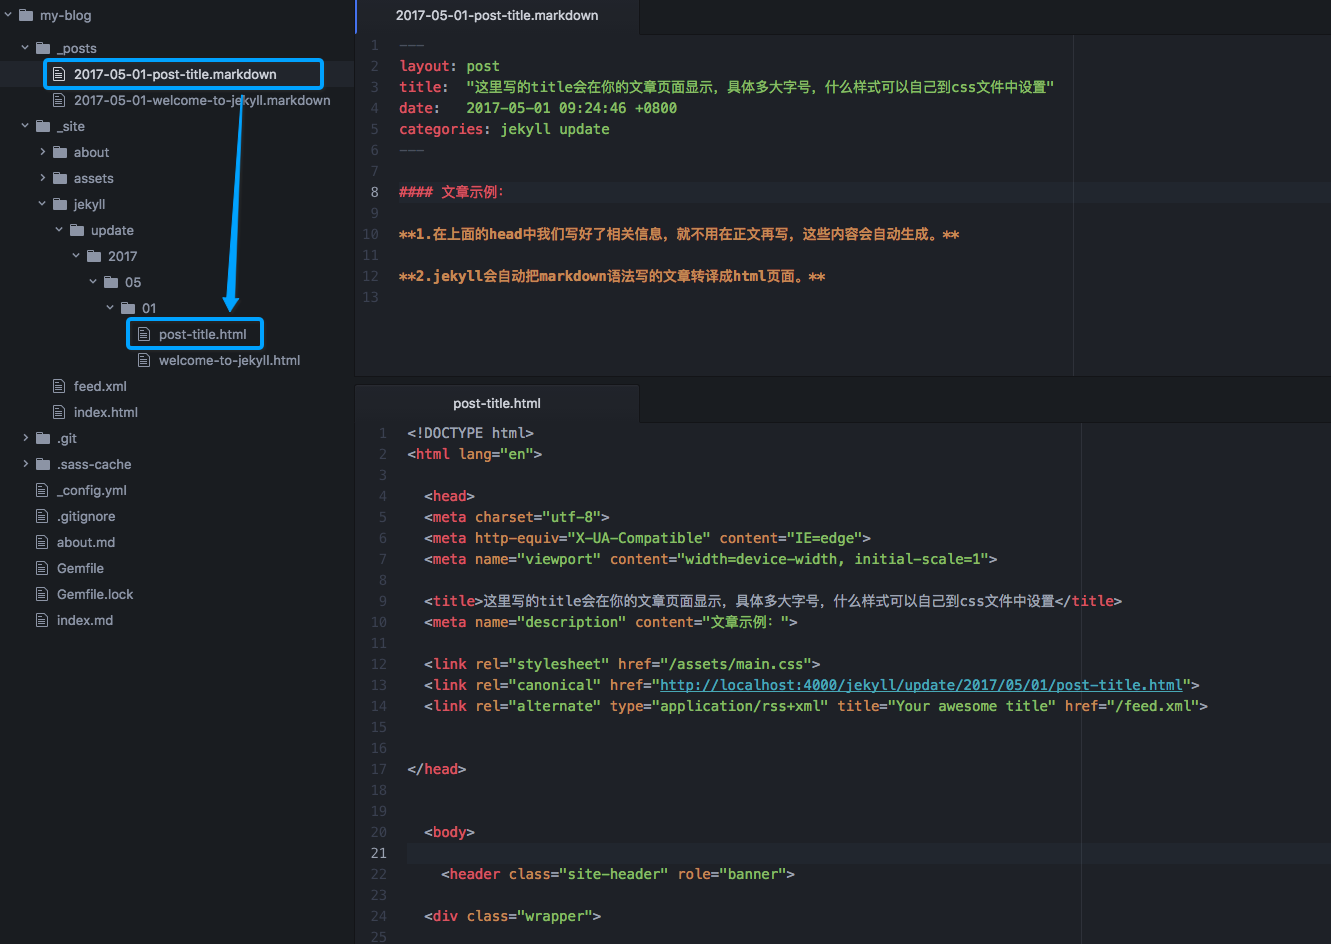 my-blog
_posts
2017-05-01-post-title.markdown
2017-05-01-welcome-to-jekyll.markdown
_site
about
assets
jekyll
update
2017
05
01
post-title.html
welcome-to-jekyll.html
feed.xml
index.html
.git
.sass-cache
_config.yml
.gitignore
about.md
Gemfile
Gemfile.lock
index.md
2017-05-01-post-title.markdown
1 ---
2 layout: post
3 title:  "这里写的title会在你的文章页面显示，具体多大字号，什么样式可以自己到css文件中设置"
4 date:   2017-05-01 09:24:46 +0800
5 categories: jekyll update
6 ---
7
8 #### 文章示例：
9
10 **1.在上面的head中我们写好了相关信息，就不用在正文再写，这些内容会自动生成。**
11
12 **2.jekyll会自动把markdown语法写的文章转译成html页面。**
13
post-title.html
1 <!DOCTYPE html>
2 <html lang="en">
3
4 <head>
5 <meta charset="utf-8">
6 <meta http-equiv="X-UA-Compatible" content="IE=edge">
7 <meta name="viewport" content="width=device-width, initial-scale=1">
8
9 <title>这里写的title会在你的文章页面显示，具体多大字号，什么样式可以自己到css文件中设置</title>
10 <meta name="description" content="文章示例：">
11
12 <link rel="stylesheet" href="/assets/main.css">
13 <link rel="canonical" href="http://localhost:4000/jekyll/update/2017/05/01/post-title.html">
14 <link rel="alternate" type="application/rss+xml" title="Your awesome title" href="/feed.xml">
15
16
17 </head>
18
19
20 <body>
21
22 <header class="site-header" role="banner">
23
24 <div class="wrapper">
25